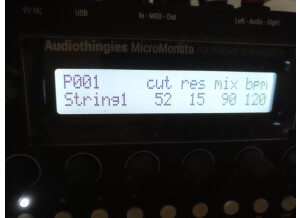 9V DC USB In - MIDI - Out Left - Audio - Right
Audiothingies MicroMonsta
P001 cut res mix bpm
String1 52 15 90 120